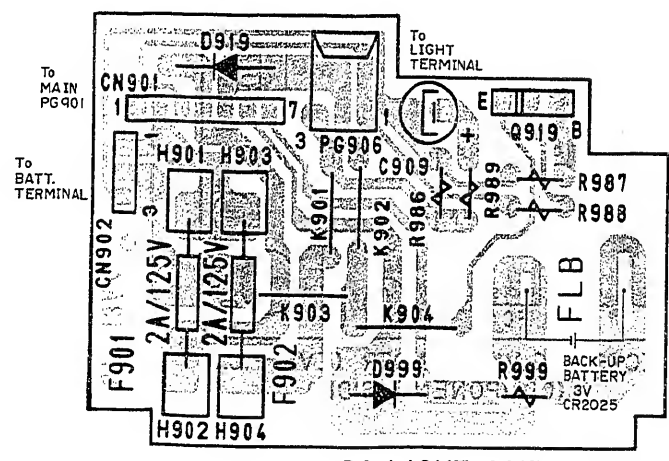 D919
To
LIGHT
TERMINAL
To
MAIN
PG901
CN901
1
7
3
PG906
1
E
Q919
B
To
BATT.
TERMINAL
1
H901
H903
C909
+
R987
R988
R989
R986
K901
K902
3
CN902
2A/125V
2A/125V
K903
K904
FLB
F901
F902
D999
R999
BACK-UP
BATTERY
3V
CR2025
H902
H904